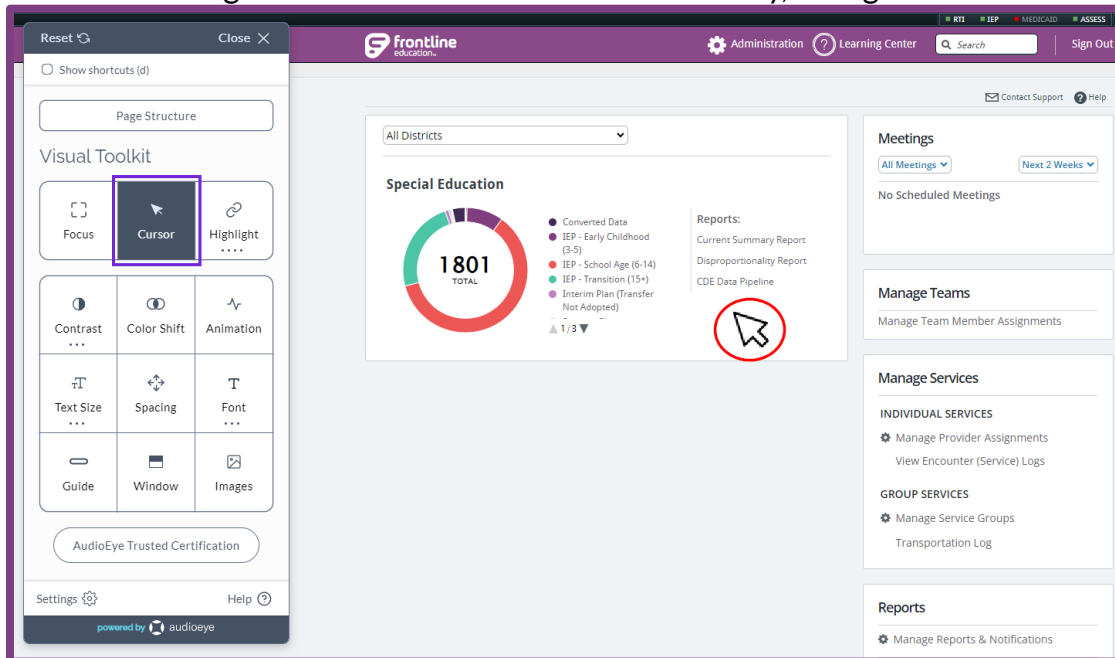 RTI IEP MEDICAID ASSESS
Reset Close
frontline
education
Administration ? Learning Center Search Sign Out
Show shortcuts (d)
Contact Support ? Help
Page Structure
Visual Toolkit
Focus Cursor Highlight
Contrast Color Shift Animation
Text Size Spacing Font
Guide Window Images
AudioEye Trusted Certification
Settings Help ?
powered by audioeye
All Districts
Special Education
1801
TOTAL
Converted Data
IEP - Early Childhood
(3-5)
IEP - School Age (6-14)
IEP - Transition (15+)
Interim Plan (Transfer
Not Adopted)
1/3
Reports:
Current Summary Report
Disproportionality Report
CDE Data Pipeline
Meetings
All Meetings Next 2 Weeks
No Scheduled Meetings
Manage Teams
Manage Team Member Assignments
Manage Services
INDIVIDUAL SERVICES
Manage Provider Assignments
View Encounter (Service) Logs
GROUP SERVICES
Manage Service Groups
Transportation Log
Reports
Manage Reports & Notifications